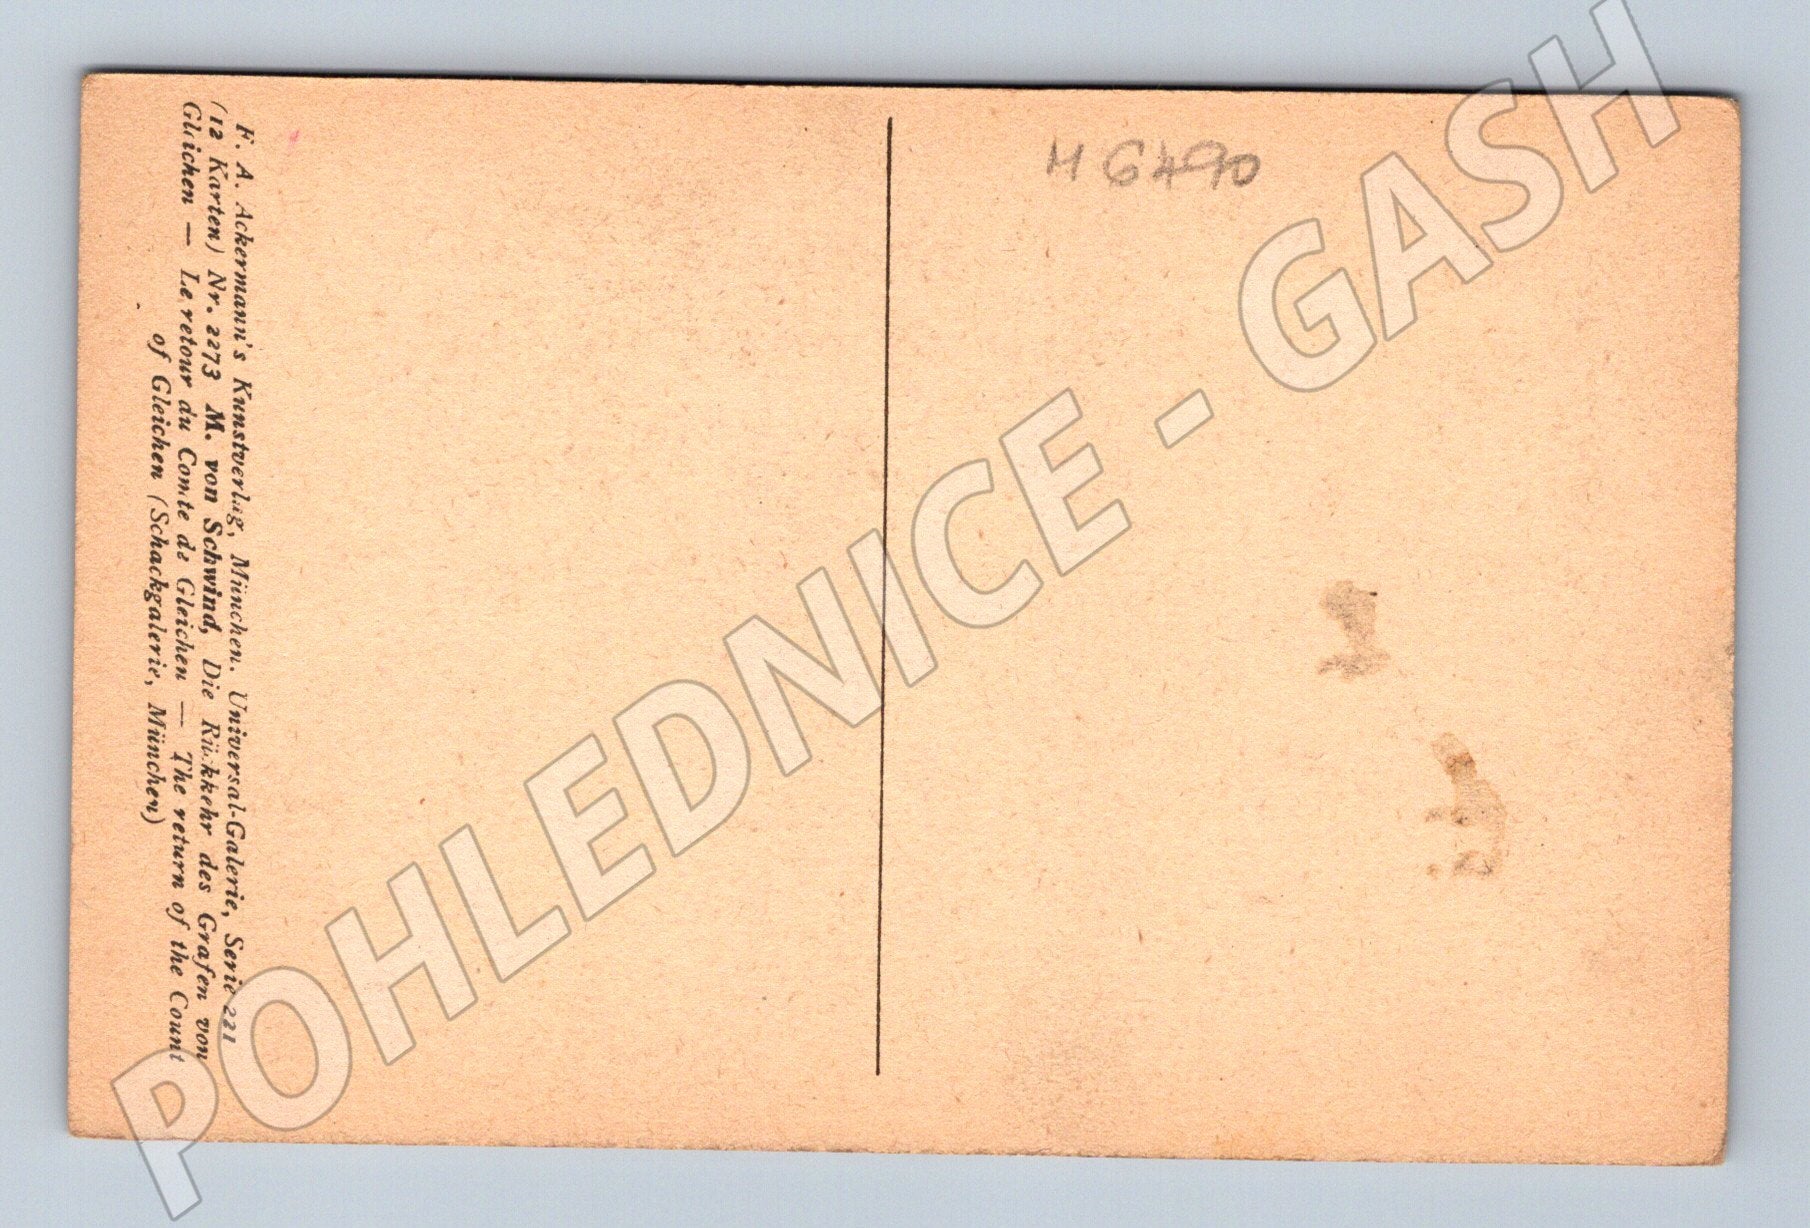 F. A. Ackermann's Kunstverlag, München. Universal-Galerie, Serie 221
(12 Karten) Nr. 2273 M. von Schwind, Die Rückkehr des Grafen von
Gleichen — Le retour du Comte de Gleichen — The return of the Count
of Gleichen (Schackgalerie, München)
H 6490
POHLEDNICE - GASH